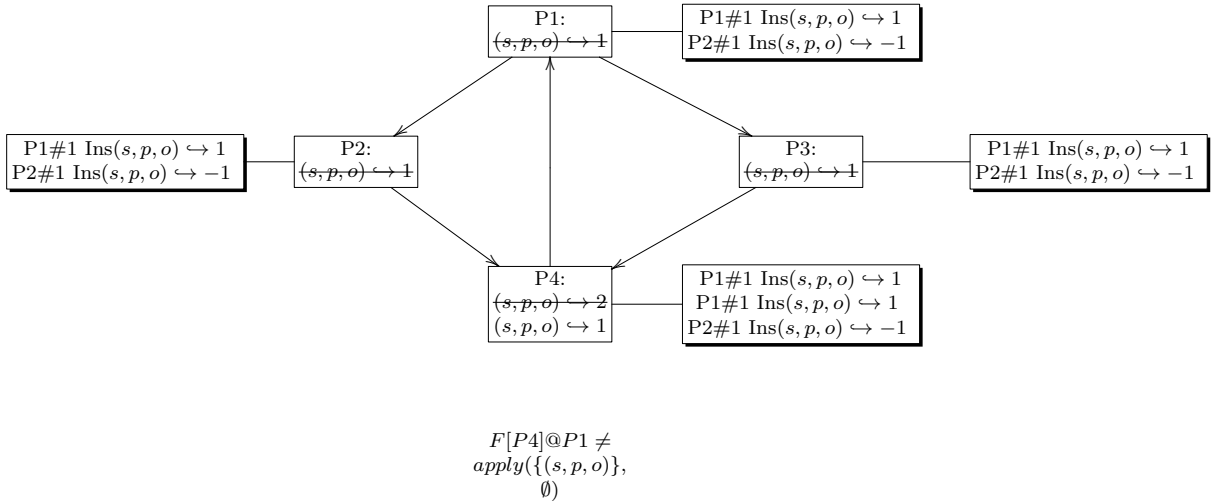 P1:
(s, p, o) ↪ 1
P1#1 Ins(s, p, o) ↪ 1
P2#1 Ins(s, p, o) ↪ −1
P1#1 Ins(s, p, o) ↪ 1
P2#1 Ins(s, p, o) ↪ −1
P2:
(s, p, o) ↪ 1
P3:
(s, p, o) ↪ 1
P1#1 Ins(s, p, o) ↪ 1
P2#1 Ins(s, p, o) ↪ −1
P4:
(s, p, o) ↪ 2
(s, p, o) ↪ 1
P1#1 Ins(s, p, o) ↪ 1
P1#1 Ins(s, p, o) ↪ 1
P2#1 Ins(s, p, o) ↪ −1
F[P4]@P1 ≠
apply({(s, p, o)},
∅)